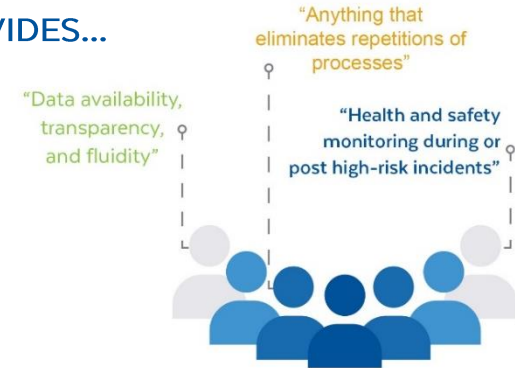 VIDES...
“Anything that
eliminates repetitions of
processes”
“Data availability,
transparency,
and fluidity”
“Health and safety
monitoring during or
post high-risk incidents”